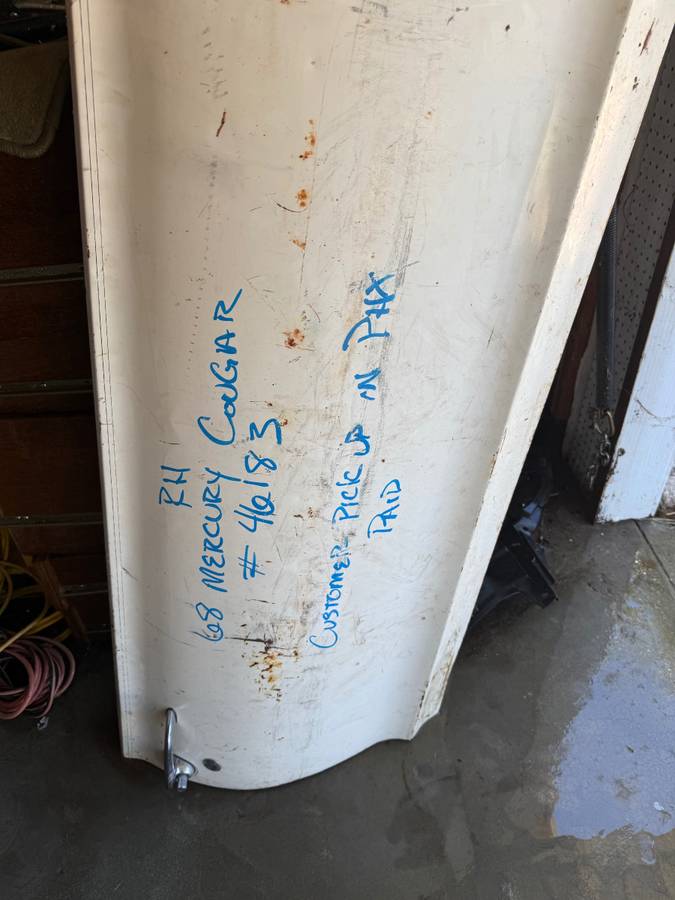 RH
68 MERCURY COUGAR
# 46183
CUSTOMER PICK UP IN PHX
PAID